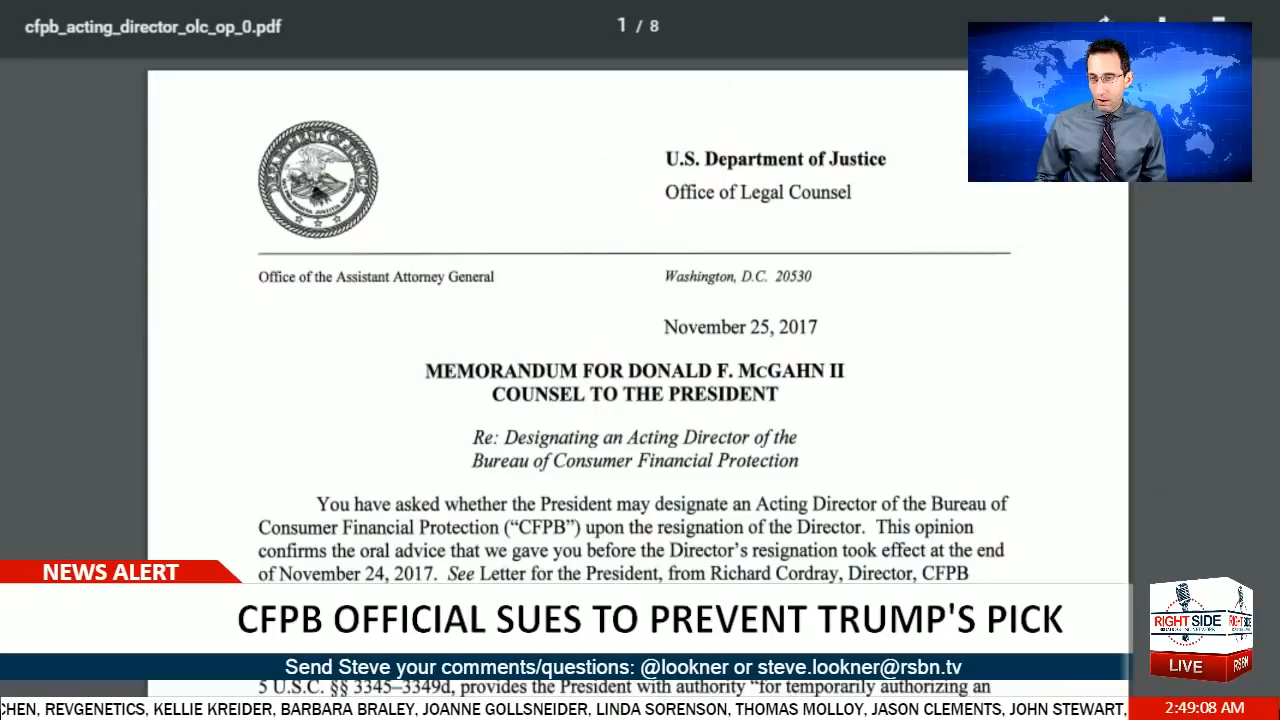 cfpb_acting_director_olc_op_0.pdf
1 / 8
DEPARTMENT OF JUSTICE
U.S. Department of Justice
Office of Legal Counsel
Office of the Assistant Attorney General
Washington, D.C. 20530
November 25, 2017
MEMORANDUM FOR DONALD F. McGAHN II
COUNSEL TO THE PRESIDENT
Re: Designating an Acting Director of the
Bureau of Consumer Financial Protection
You have asked whether the President may designate an Acting Director of the Bureau of
Consumer Financial Protection (“CFPB”) upon the resignation of the Director. This opinion
confirms the oral advice that we gave you before the Director’s resignation took effect at the end
of November 24, 2017. See Letter for the President, from Richard Cordray, Director, CFPB
NEWS ALERT
CFPB OFFICIAL SUES TO PREVENT TRUMP'S PICK
Send Steve your comments/questions: @lookner or steve.lookner@rsbn.tv
5 U.S.C. §§ 3345–3349d, provides the President with authority “for temporarily authorizing an
RIGHT SIDE
LIVE
RSBN
CHEN, REVGENETICS, KELLIE KREIDER, BARBARA BRALEY, JOANNE GOLLSNEIDER, LINDA SORENSON, THOMAS MOLLOY, JASON CLEMENTS, JOHN STEWART,
2:49:08 AM